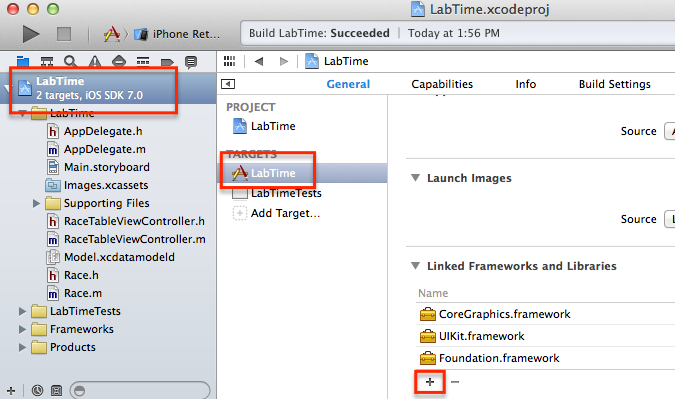 LabTime.xcodeproj
iPhone Ret...
Build LabTime: Succeeded | Today at 1:56 PM
LabTime
2 targets, iOS SDK 7.0
LabTime
AppDelegate.h
AppDelegate.m
Main.storyboard
Images.xcassets
Supporting Files
RaceTableViewController.h
RaceTableViewController.m
Model.xcdatamodeld
Race.h
Race.m
LabTimeTests
Frameworks
Products
LabTime
General
Capabilities
Info
Build Settings
PROJECT
LabTime
TARGETS
LabTime
LabTimeTests
Add Target...
Source
Launch Images
Source
Linked Frameworks and Libraries
Name
CoreGraphics.framework
UIKit.framework
Foundation.framework